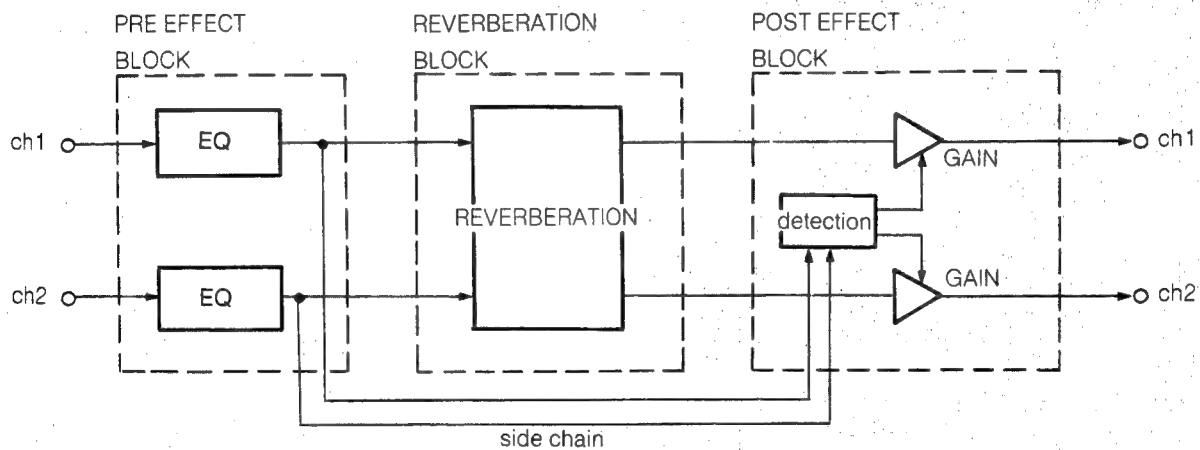 PRE EFFECT
BLOCK
REVERBERATION
BLOCK
POST EFFECT
BLOCK
ch1
EQ
GAIN
ch1
REVERBERATION
detection
ch2
EQ
GAIN
ch2
side chain